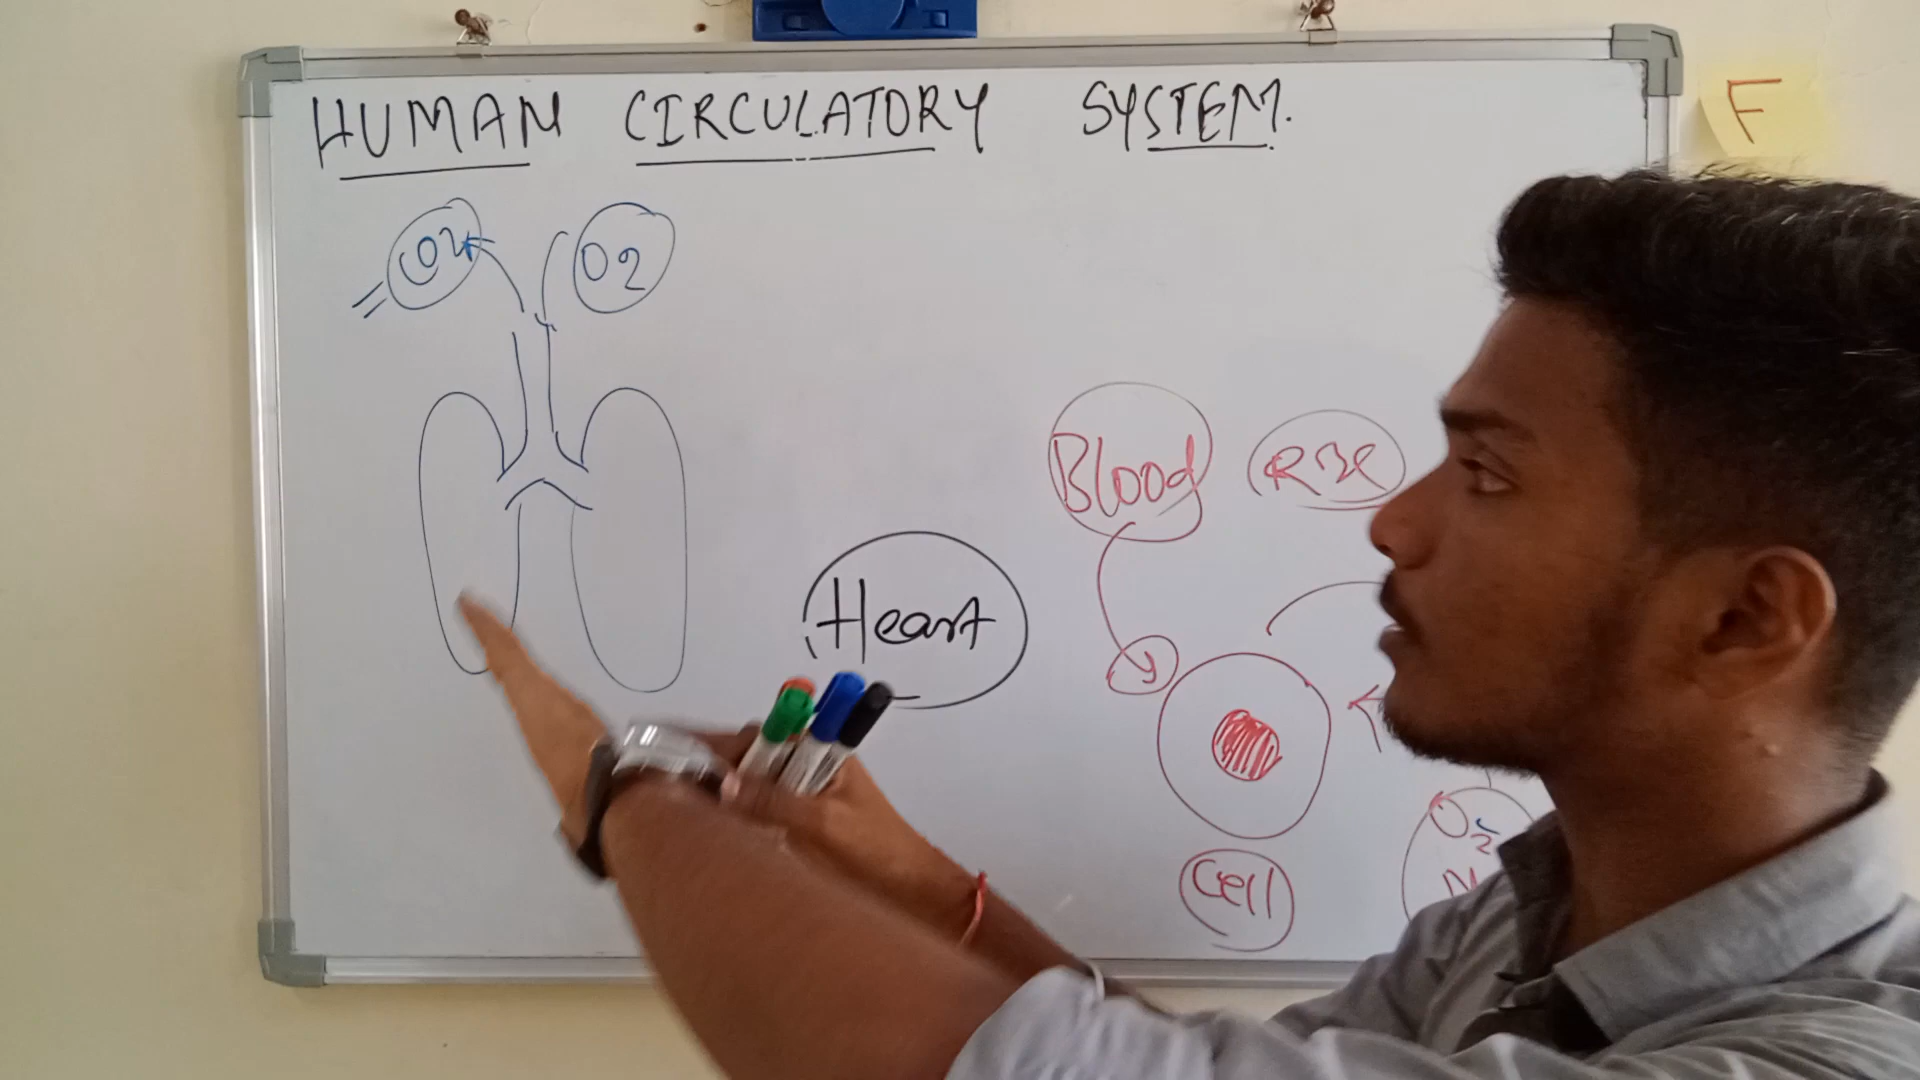 HUMAN CIRCULATORY SYSTEM.
F
CO2
O2
Blood
RBC
Heart
O2
Cell